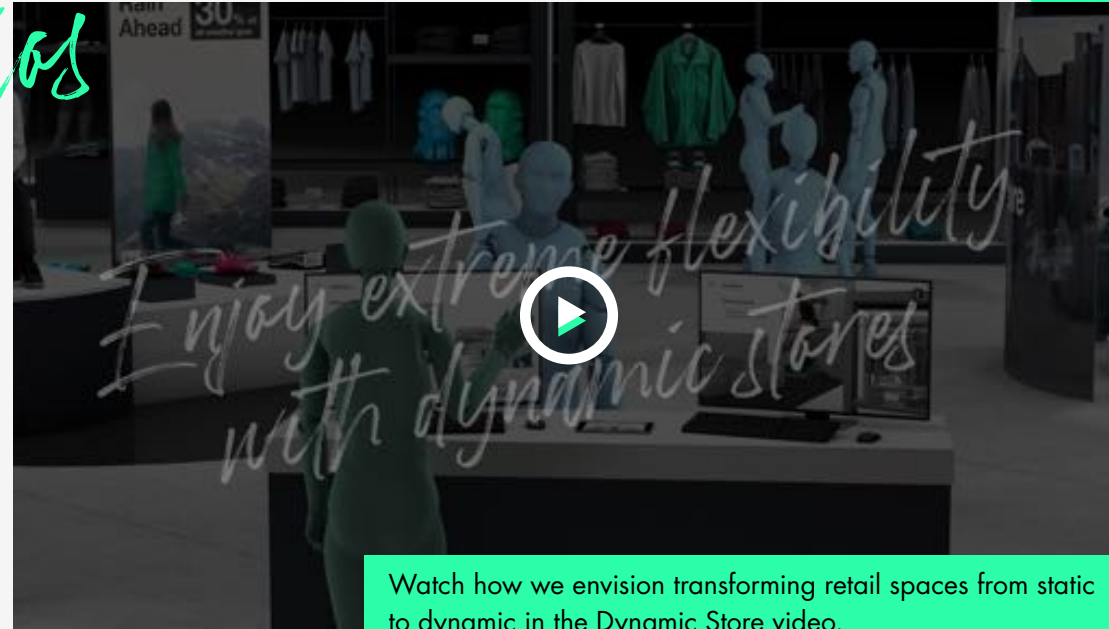 Rain
Ahead
30%
Enjoy extreme flexibility
with dynamic stores
Watch how we envision transforming retail spaces from static
to dynamic in the Dynamic Store video.